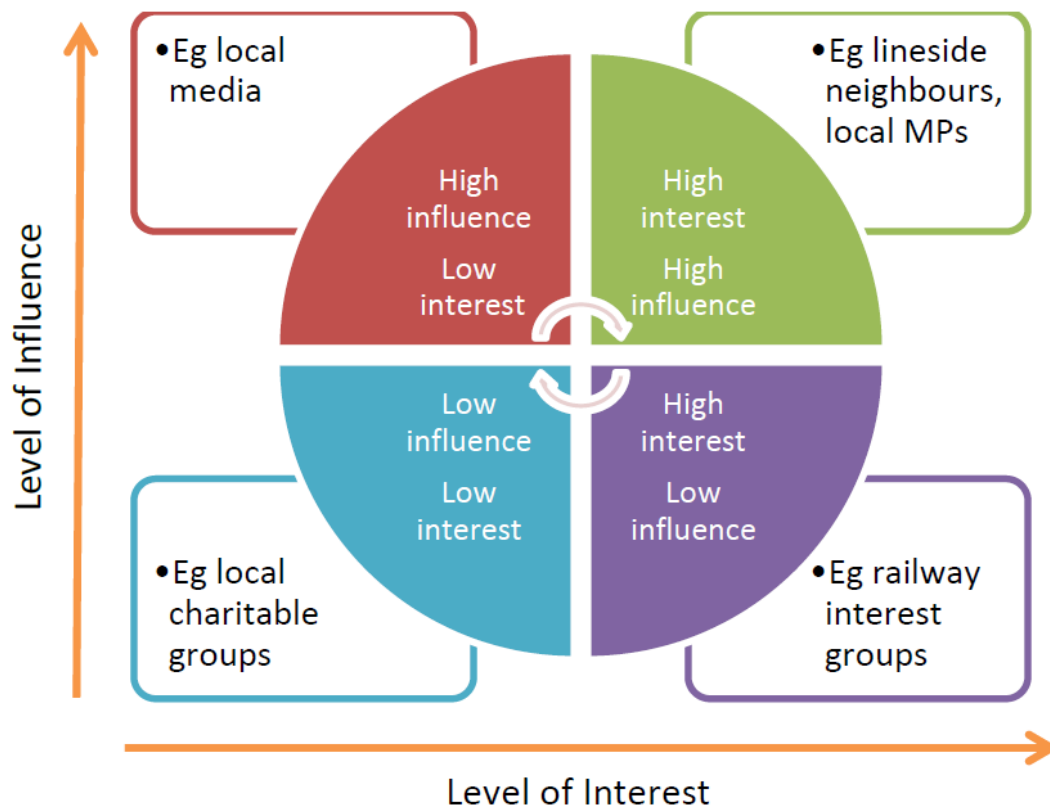 •Eg local
media
•Eg lineside
neighbours,
local MPs
High
influence
Low
interest
High
interest
High
influence
Level of Influence
Low
influence
Low
interest
High
interest
Low
influence
•Eg local
charitable
groups
•Eg railway
interest
groups
Level of Interest